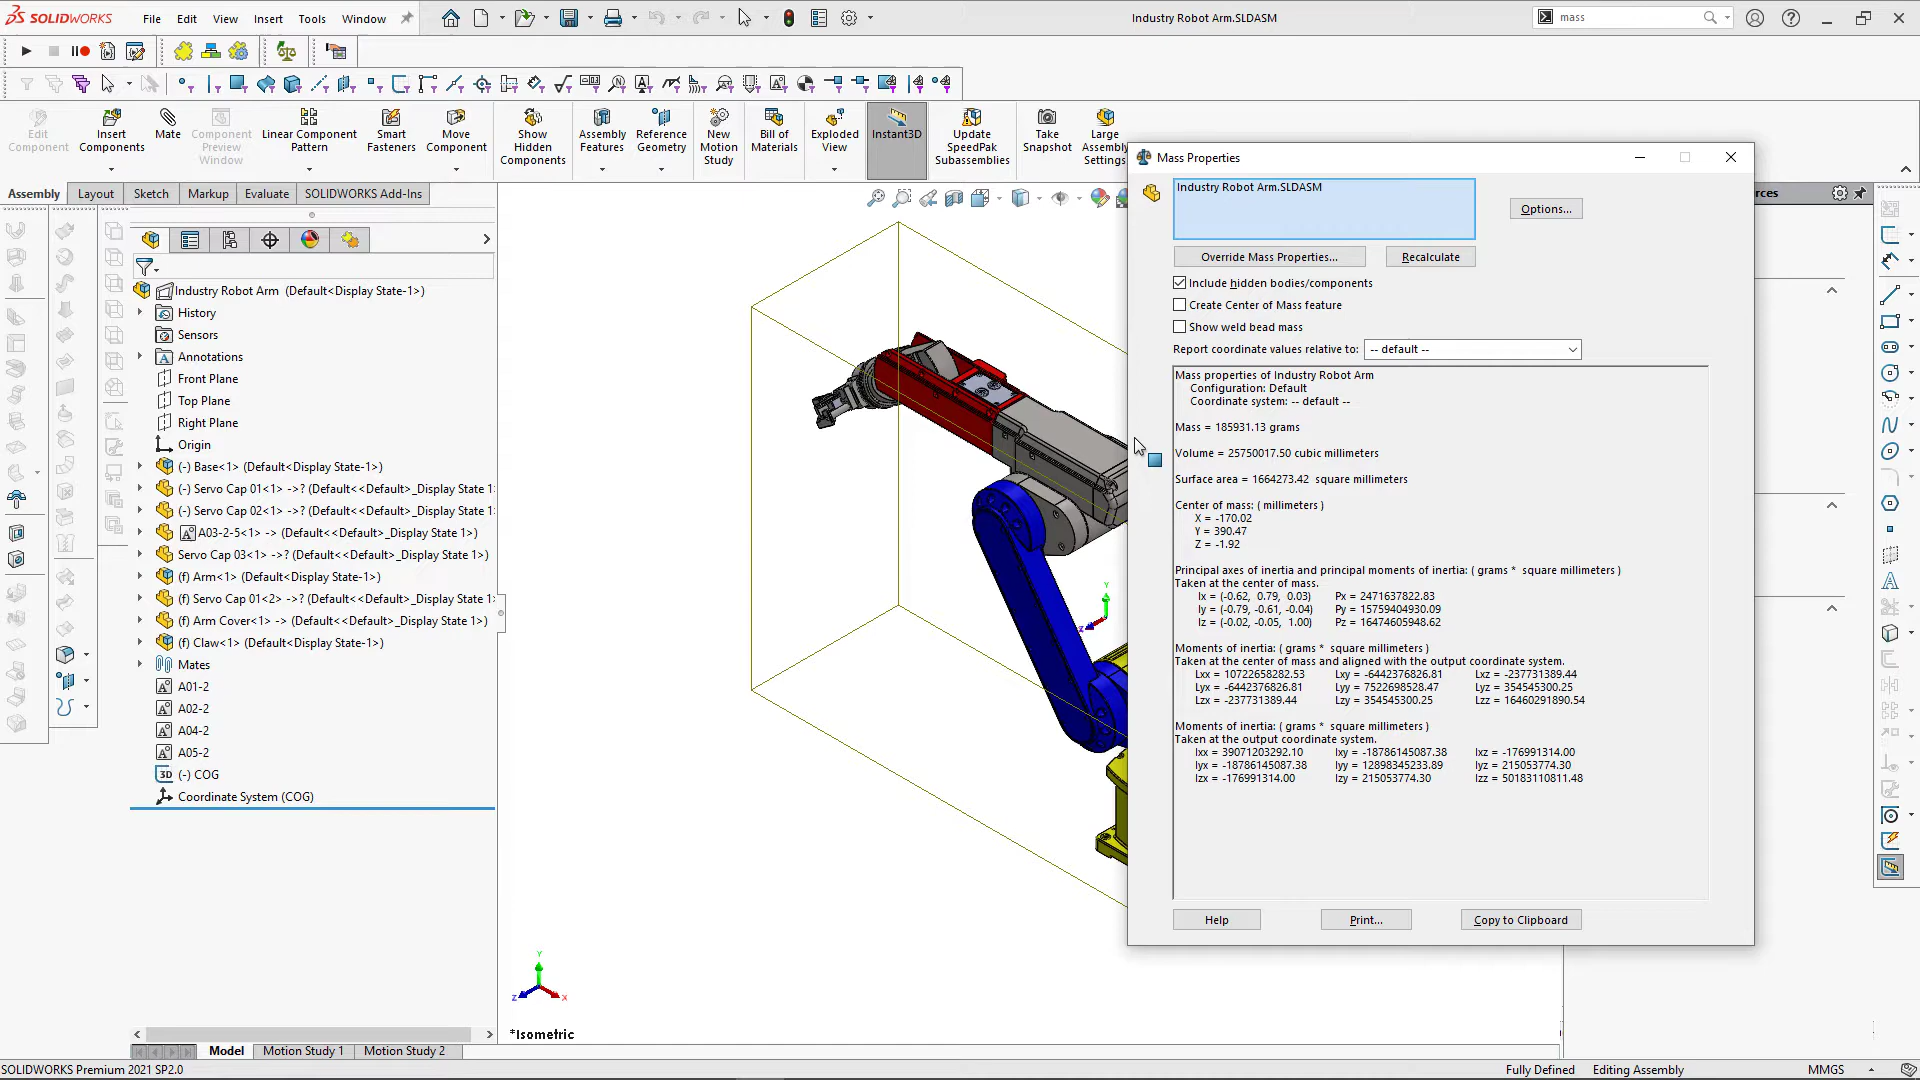 SOLIDWORKS File Edit View Insert Tools Window Industry Robot Arm.SLDASM mass
Edit Component
Insert Components
Mate
Component Preview Window
Linear Component Pattern
Smart Fasteners
Move Component
Show Hidden Components
Assembly Features
Reference Geometry
New Motion Study
Bill of Materials
Exploded View
Instant3D
Update SpeedPak Subassemblies
Take Snapshot
Large Assembly Settings
Assembly Layout Sketch Markup Evaluate SOLIDWORKS Add-Ins
Industry Robot Arm (Default<Display State-1>)
History
Sensors
Annotations
Front Plane
Top Plane
Right Plane
Origin
(-) Base<1> (Default<Display State-1>)
(-) Servo Cap 01<1> ->? (Default<<Default>_Display State 1
(-) Servo Cap 02<1> ->? (Default<<Default>_Display State 1
A03-2-5<1> -> (Default<<Default>_Display State 1>)
Servo Cap 03<1> ->? (Default<<Default>_Display State 1>)
(f) Arm<1> (Default<Display State-1>)
(f) Servo Cap 01<2> ->? (Default<<Default>_Display State 1
(f) Arm Cover<1> -> (Default<<Default>_Display State 1>)
(f) Claw<1> (Default<Display State-1>)
Mates
A01-2
A02-2
A04-2
A05-2
3D (-) COG
Coordinate System (COG)
Y
Z
Y
Z X
*Isometric
Mass Properties
rces
Industry Robot Arm.SLDASM
Options...
Override Mass Properties... Recalculate
Include hidden bodies/components
Create Center of Mass feature
Show weld bead mass
Report coordinate values relative to: -- default --
Mass properties of Industry Robot Arm
Configuration: Default
Coordinate system: -- default --
Mass = 185931.13 grams
Volume = 25750017.50 cubic millimeters
Surface area = 1664273.42 square millimeters
Center of mass: ( millimeters )
X = -170.02
Y = 390.47
Z = -1.92
Principal axes of inertia and principal moments of inertia: ( grams * square millimeters )
Taken at the center of mass.
Ix = (-0.62, 0.79, 0.03) Px = 2471637822.83
Iy = (-0.79, -0.61, -0.04) Py = 15759404930.09
Iz = (-0.02, -0.05, 1.00) Pz = 16474605948.62
Moments of inertia: ( grams * square millimeters )
Taken at the center of mass and aligned with the output coordinate system.
Lxx = 10722658282.53 Lxy = -6442376826.81 Lxz = -237731389.44
Lyx = -6442376826.81 Lyy = 7522698528.47 Lyz = 354545300.25
Lzx = -237731389.44 Lzy = 354545300.25 Lzz = 16460291890.54
Moments of inertia: ( grams * square millimeters )
Taken at the output coordinate system.
Ixx = 39071203292.10 Ixy = -18786145087.38 Ixz = -176991314.00
Iyx = -18786145087.38 Iyy = 12898345233.89 Iyz = 215053774.30
Izx = -176991314.00 Izy = 215053774.30 Izz = 50183110811.48
Help Print... Copy to Clipboard
Model Motion Study 1 Motion Study 2
SOLIDWORKS Premium 2021 SP2.0 Fully Defined Editing Assembly MMGS